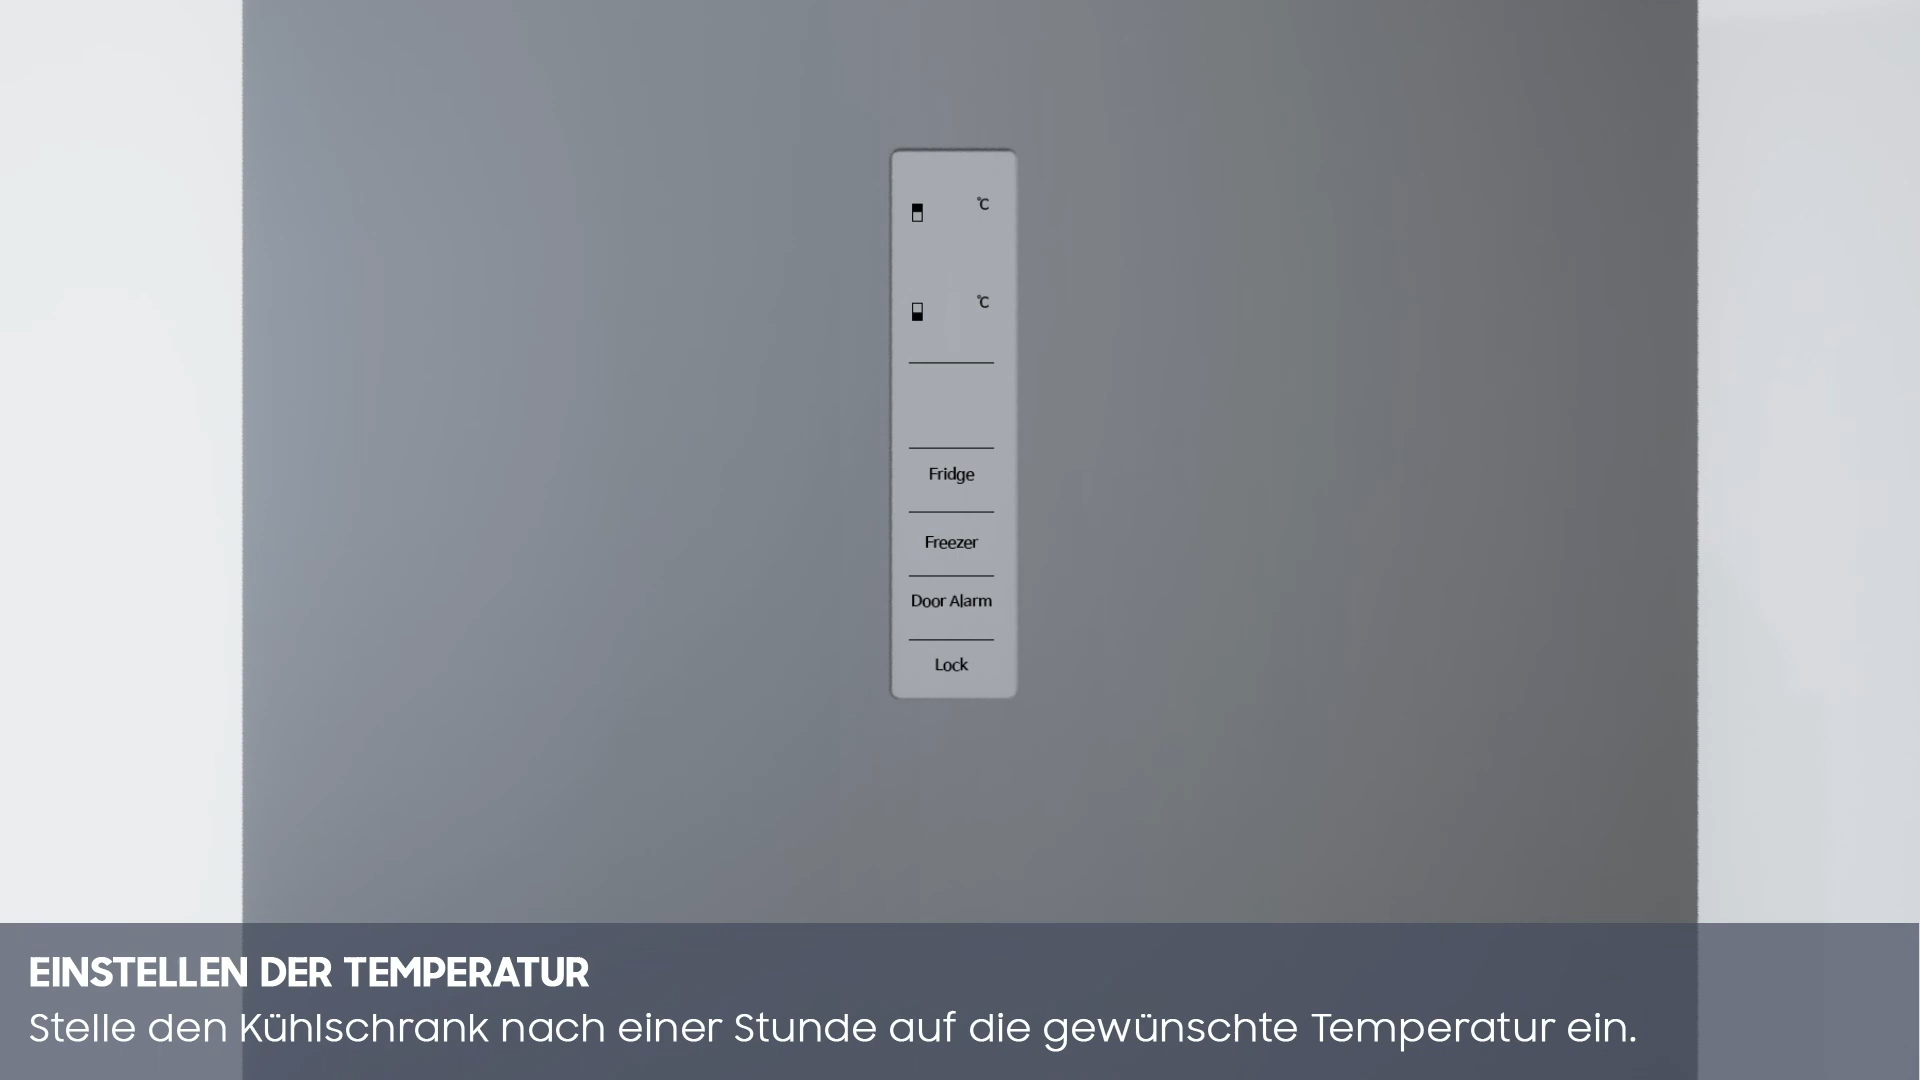 °C
°C
Fridge
Freezer
Door Alarm
Lock
EINSTELLEN DER TEMPERATUR
Stelle den Kühlschrank nach einer Stunde auf die gewünschte Temperatur ein.